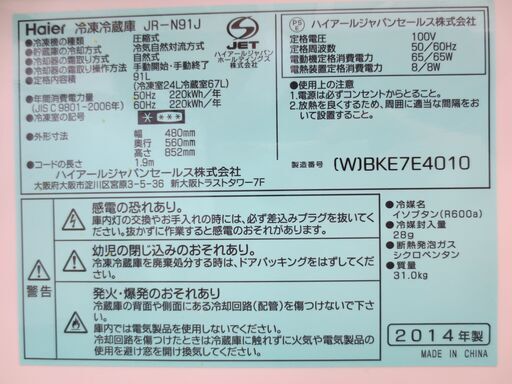 Haier 冷凍冷蔵庫 JR-N91J
●冷凍機の種類 圧縮式
●貯蔵庫の冷却方式 冷気自然対流方式
●冷却器の霜取り方式 自然式
●冷却器の霜取り操作方式 手動開始・手動終了
●定格内容積 91L
(冷凍室24L冷蔵室67L)
●年間消費電力量 50Hz 220kWh/年
(JIS C 9801-2006年) 60Hz 220kWh/年
●冷凍室の記号
●外形寸法 幅 480mm
奥行 560mm
高さ 852mm
●コードの長さ 1.9m
ハイアールジャパンセールス株式会社
大阪府大阪市淀川区宮原3-5-36 新大阪トラストタワー7F
S JET
ハイアールジャパン
ホールディングス
株式会社
PS E
ハイアールジャパンセールス株式会社
定格電圧 100V
定格周波数 50/60Hz
電動機定格消費電力 65/65W
電熱装置定格消費電力 8/8W
●使用上の注意
1.電源は必ずコンセントからとること。
2.放熱を良くするため、周囲に適当な間隔をおいて設置すること。
製造番号 (W)BKE7E4010
警告
感電の恐れあり。
庫内灯の交換やお手入れの時には、必ず差込みプラグを抜いてください。抜かずに作業すると感電の恐れあり。
幼児の閉じ込みのおそれあり。
冷凍冷蔵庫を廃棄処分する時は、ドアパッキングをはずしてください。
発火・爆発のおそれあり
冷蔵庫の背面や側面にある冷却回路(配管)を傷つけないで下さい。
庫内では電気製品を使用しないで下さい。
冷却回路を傷つけたときは冷蔵庫に触れずに火気や電気製品の使用を避け窓を開け換気してください。
●冷媒名
イソブタン(R600a)
●冷媒封入量
28g
●断熱発泡ガス
シクロペンタン
●質量
31.0kg
2014年製
MADE IN CHINA